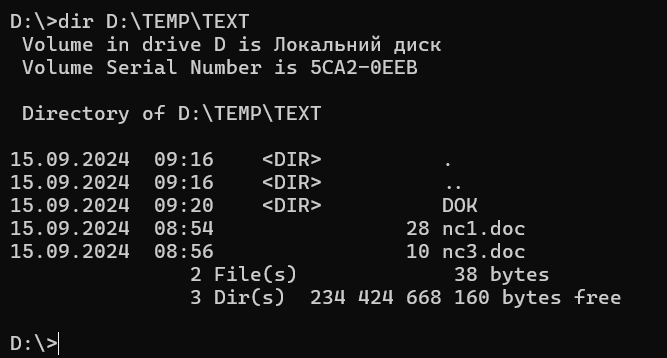 D:\>dir D:\TEMP\TEXT
 Volume in drive D is Локальний диск
 Volume Serial Number is 5CA2-0EEB

 Directory of D:\TEMP\TEXT

15.09.2024  09:16    <DIR>          .
15.09.2024  09:16    <DIR>          ..
15.09.2024  09:20    <DIR>          DOK
15.09.2024  08:54                28 nc1.doc
15.09.2024  08:56                10 nc3.doc
               2 File(s)             38 bytes
               3 Dir(s)  234 424 668 160 bytes free

D:\>